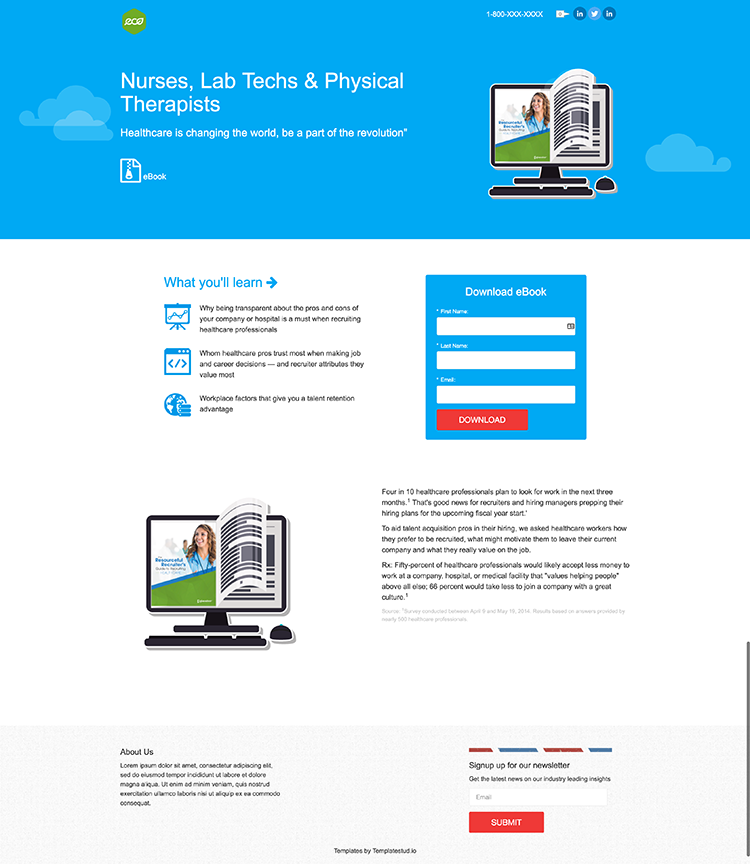 eco
1-800-XXX-XXXX
Nurses, Lab Techs & Physical
Therapists
Healthcare is changing the world, be a part of the revolution"
eBook
Resourceful
Recruiter's
What you'll learn
Why being transparent about the pros and cons of
your company or hospital is a must when recruiting
healthcare professionals
Whom healthcare pros trust most when making job
and career decisions — and recruiter attributes they
value most
Workplace factors that give you a talent retention
advantage
Download eBook
* First Name:
* Last Name:
* Email:
DOWNLOAD
Resourceful
Recruiter's
Guide to Recruiting
Four in 10 healthcare professionals plan to look for work in the next three
months.1 That's good news for recruiters and hiring managers prepping their
hiring plans for the upcoming fiscal year start.'
To aid talent acquisition pros in their hiring, we asked healthcare workers how
they prefer to be recruited, what might motivate them to leave their current
company and what they really value on the job.
Rx: Fifty-percent of healthcare professionals would likely accept less money to
work at a company, hospital, or medical facility that "values helping people"
above all else; 66 percent would take less to join a company with a great
culture.1
Source: 1Survey conducted between April 8 and May 19, 2014. Results based on answers provided by
nearly 500 healthcare professionals.
About Us
Lorem ipsum dolor sit amet, consectetur adipiscing elit,
sed do eiusmod tempor incididunt ut labore et dolore
magna aliqua. Ut enim ad minim veniam, quis nostrud
exercitation ullamco laboris nisi ut aliquip ex ea commodo
consequat.
Signup up for our newsletter
Get the latest news on our industry leading insights
Email
SUBMIT
Templates by Templatestud.io